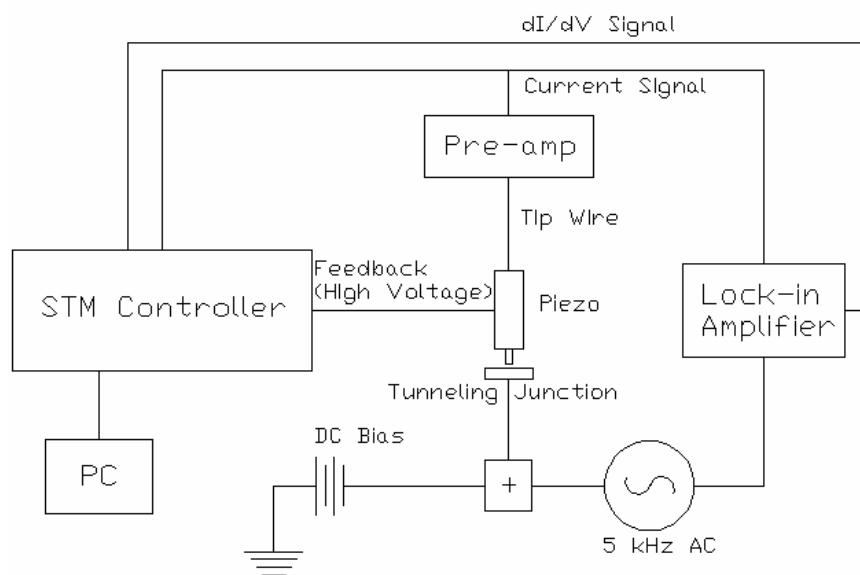 dI/dV Signal
Current SIgnal
Pre-amp
TIp WIre
Feedback
(HIgh Voltage)
STM Controller
Piezo
Lock-in
Amplifier
Tunneling Junction
DC Bias
PC
+
5 kHz AC